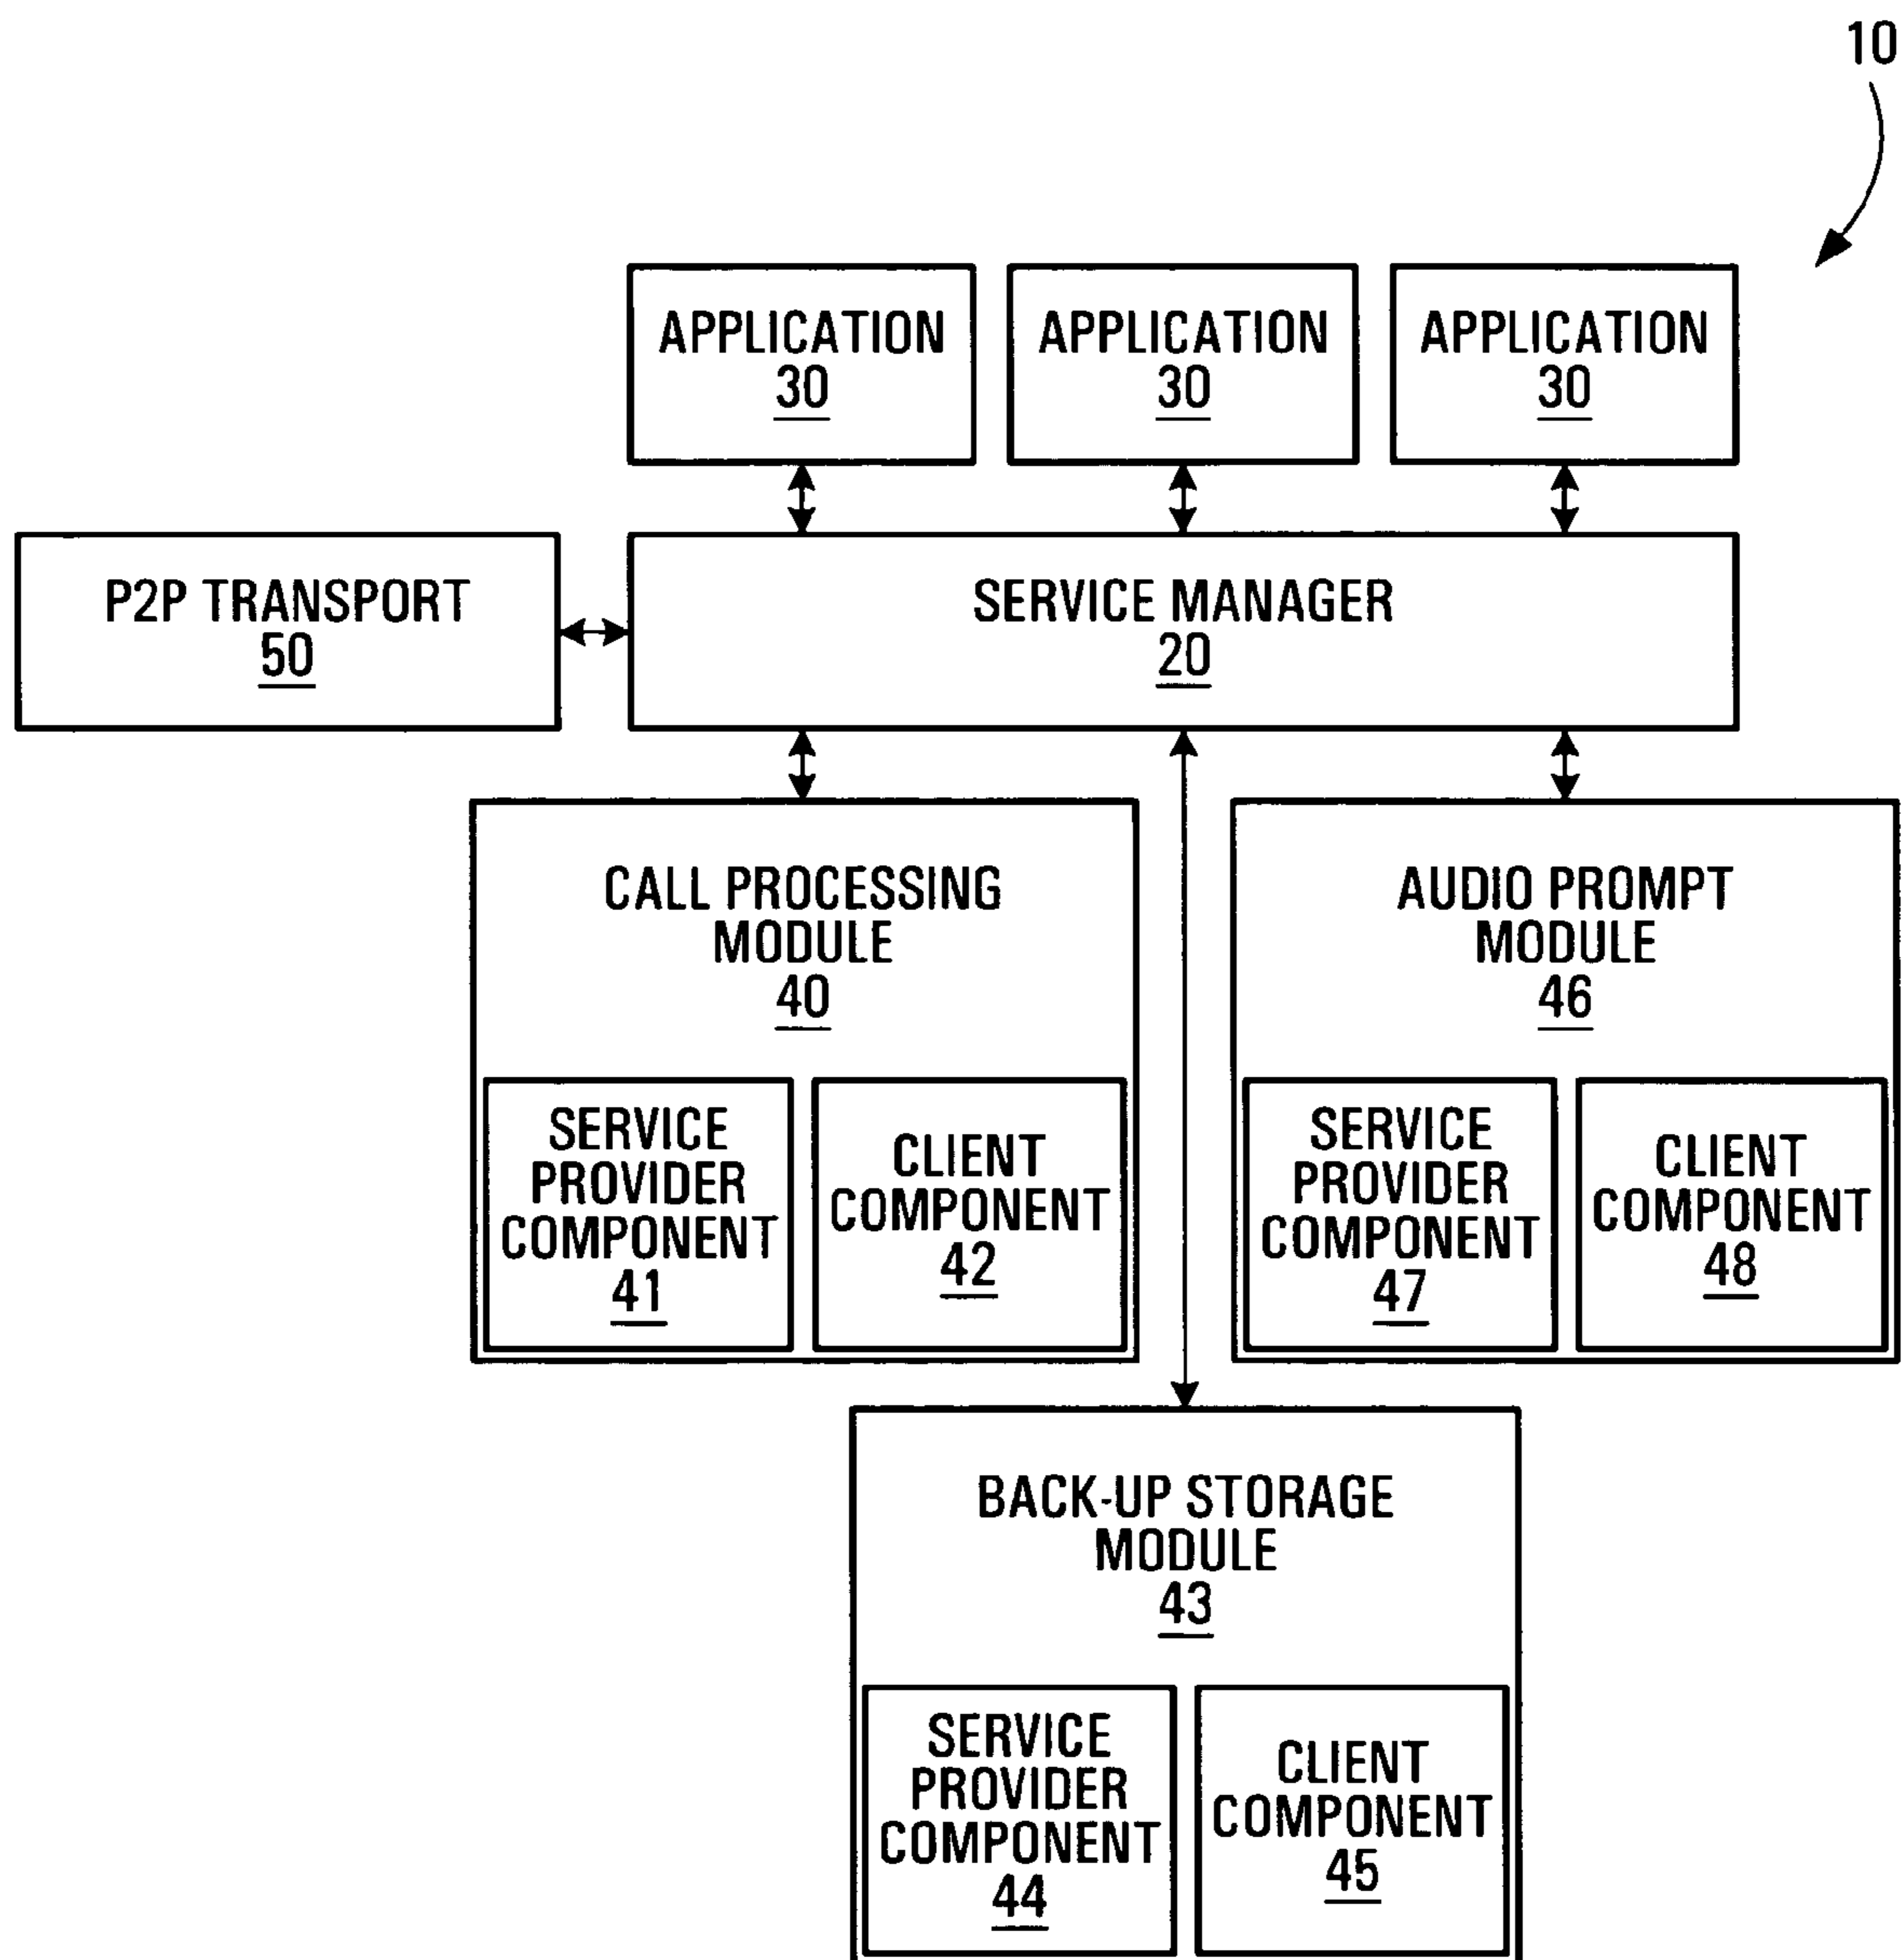 10
APPLICATION
30
APPLICATION
30
APPLICATION
30
P2P TRANSPORT
50
SERVICE MANAGER
20
CALL PROCESSING
MODULE
40
SERVICE
PROVIDER
COMPONENT
41
CLIENT
COMPONENT
42
AUDIO PROMPT
MODULE
46
SERVICE
PROVIDER
COMPONENT
47
CLIENT
COMPONENT
48
BACK-UP STORAGE
MODULE
43
SERVICE
PROVIDER
COMPONENT
44
CLIENT
COMPONENT
45